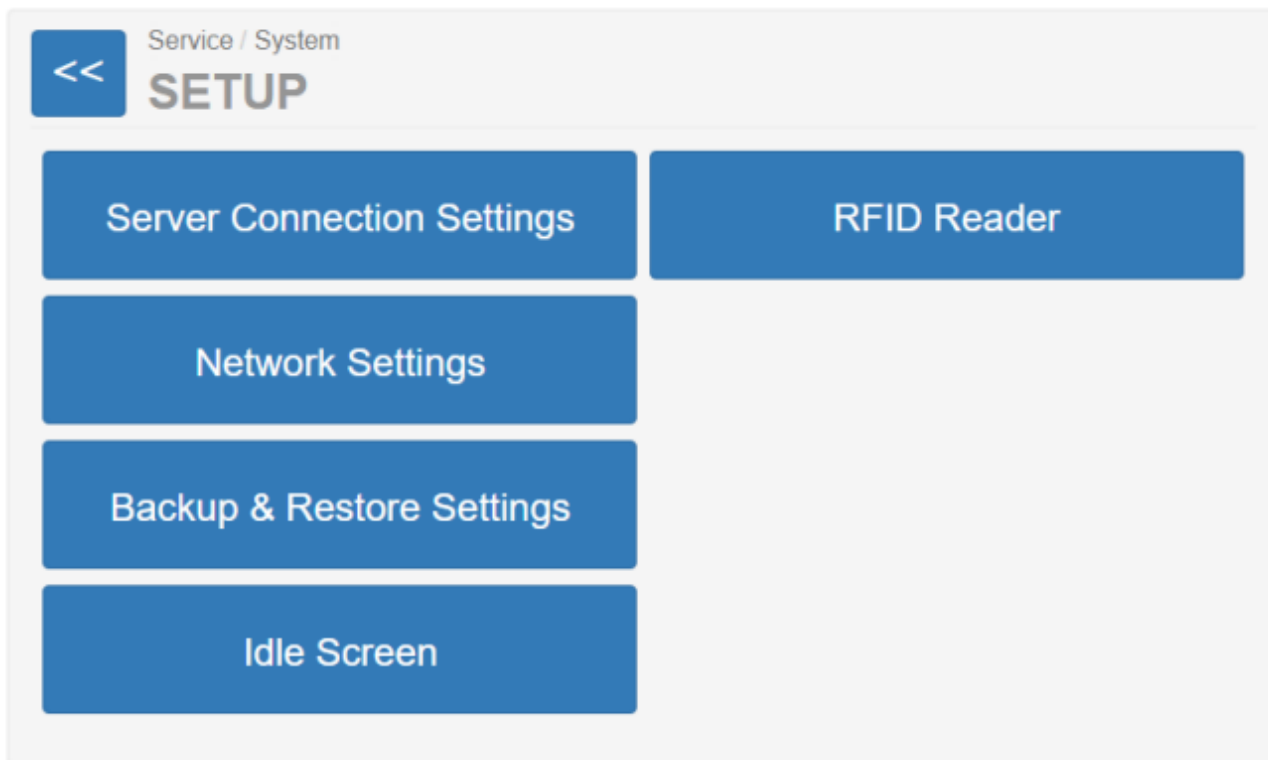 <<
Service / System
SETUP
Server Connection Settings
RFID Reader
Network Settings
Backup & Restore Settings
Idle Screen